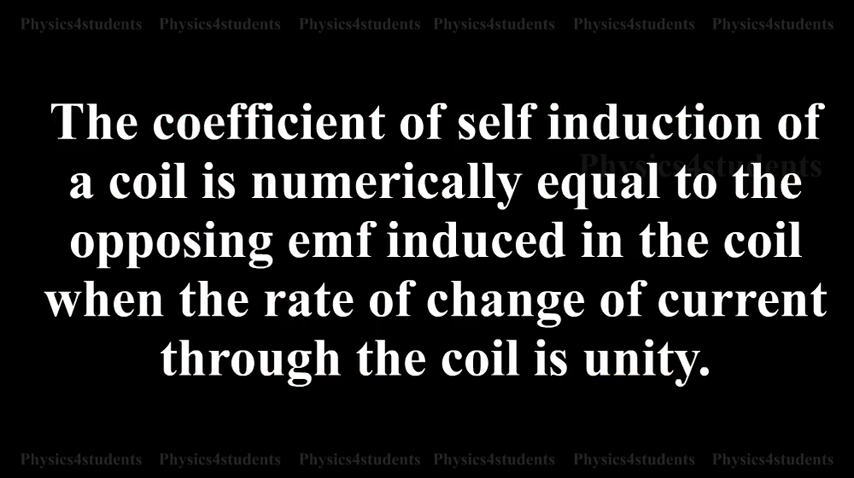 Physics4students Physics4students Physics4students Physics4students Physics4students Physics4students
The coefficient of self induction of
Physics4students
a coil is numerically equal to the
opposing emf induced in the coil
when the rate of change of current
through the coil is unity.
Physics4students Physics4students Physics4students Physics4students Physics4students Physics4students